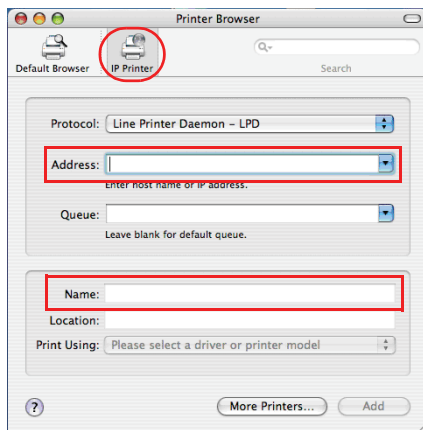 Printer Browser
Default Browser
IP Printer
Search
Protocol: Line Printer Daemon – LPD
Address:
Enter host name or IP address.
Queue:
Leave blank for default queue.
Name:
Location:
Print Using: Please select a driver or printer model
?
More Printers...
Add